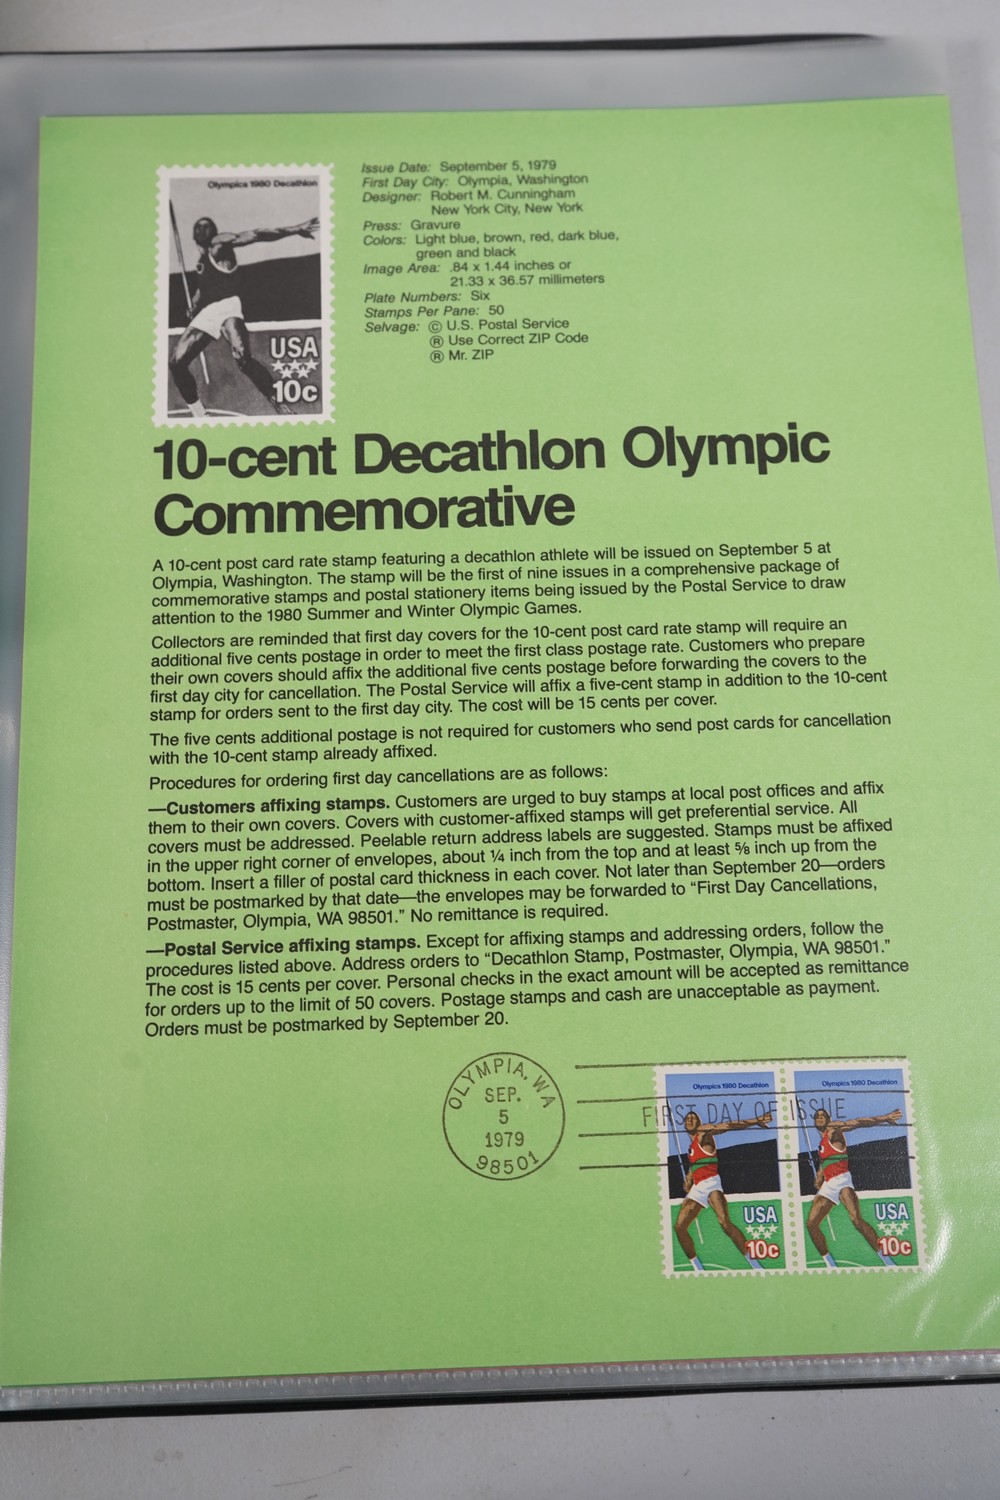 Olympics 1980 Decathlon
USA
10c
Issue Date: September 5, 1979
First Day City: Olympia, Washington
Designer: Robert M. Cunningham
New York City, New York
Press: Gravure
Colors: Light blue, brown, red, dark blue,
green and black
Image Area: .84 x 1.44 inches or
21.33 x 36.57 millimeters
Plate Numbers: Six
Stamps Per Pane: 50
Selvage: © U.S. Postal Service
® Use Correct ZIP Code
® Mr. ZIP
10-cent Decathlon Olympic
Commemorative
A 10-cent post card rate stamp featuring a decathlon athlete will be issued on September 5 at
Olympia, Washington. The stamp will be the first of nine issues in a comprehensive package of
commemorative stamps and postal stationery items being issued by the Postal Service to draw
attention to the 1980 Summer and Winter Olympic Games.
Collectors are reminded that first day covers for the 10-cent post card rate stamp will require an
additional five cents postage in order to meet the first class postage rate. Customers who prepare
their own covers should affix the additional five cents postage before forwarding the covers to the
first day city for cancellation. The Postal Service will affix a five-cent stamp in addition to the 10-cent
stamp for orders sent to the first day city. The cost will be 15 cents per cover.
The five cents additional postage is not required for customers who send post cards for cancellation
with the 10-cent stamp already affixed.
Procedures for ordering first day cancellations are as follows:
—Customers affixing stamps. Customers are urged to buy stamps at local post offices and affix
them to their own covers. Covers with customer-affixed stamps will get preferential service. All
covers must be addressed. Peelable return address labels are suggested. Stamps must be affixed
in the upper right corner of envelopes, about ¼ inch from the top and at least ⅝ inch up from the
bottom. Insert a filler of postal card thickness in each cover. Not later than September 20—orders
must be postmarked by that date—the envelopes may be forwarded to “First Day Cancellations,
Postmaster, Olympia, WA 98501.” No remittance is required.
—Postal Service affixing stamps. Except for affixing stamps and addressing orders, follow the
procedures listed above. Address orders to “Decathlon Stamp, Postmaster, Olympia, WA 98501.”
The cost is 15 cents per cover. Personal checks in the exact amount will be accepted as remittance
for orders up to the limit of 50 covers. Postage stamps and cash are unacceptable as payment.
Orders must be postmarked by September 20.
OLYMPIA, WA
SEP.
5
1979
98501
FIRST DAY OF ISSUE
Olympics 1980 Decathlon
USA
10c
Olympics 1980 Decathlon
USA
10c